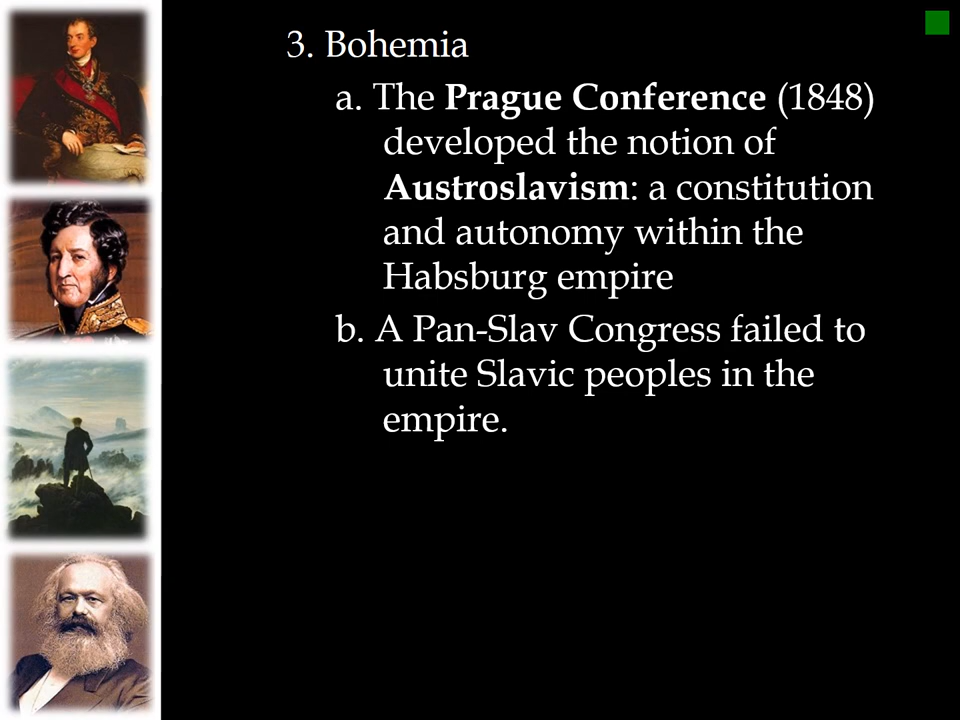 3. Bohemia
a. The Prague Conference (1848)
developed the notion of
Austroslavism: a constitution
and autonomy within the
Habsburg empire
b. A Pan-Slav Congress failed to
unite Slavic peoples in the
empire.